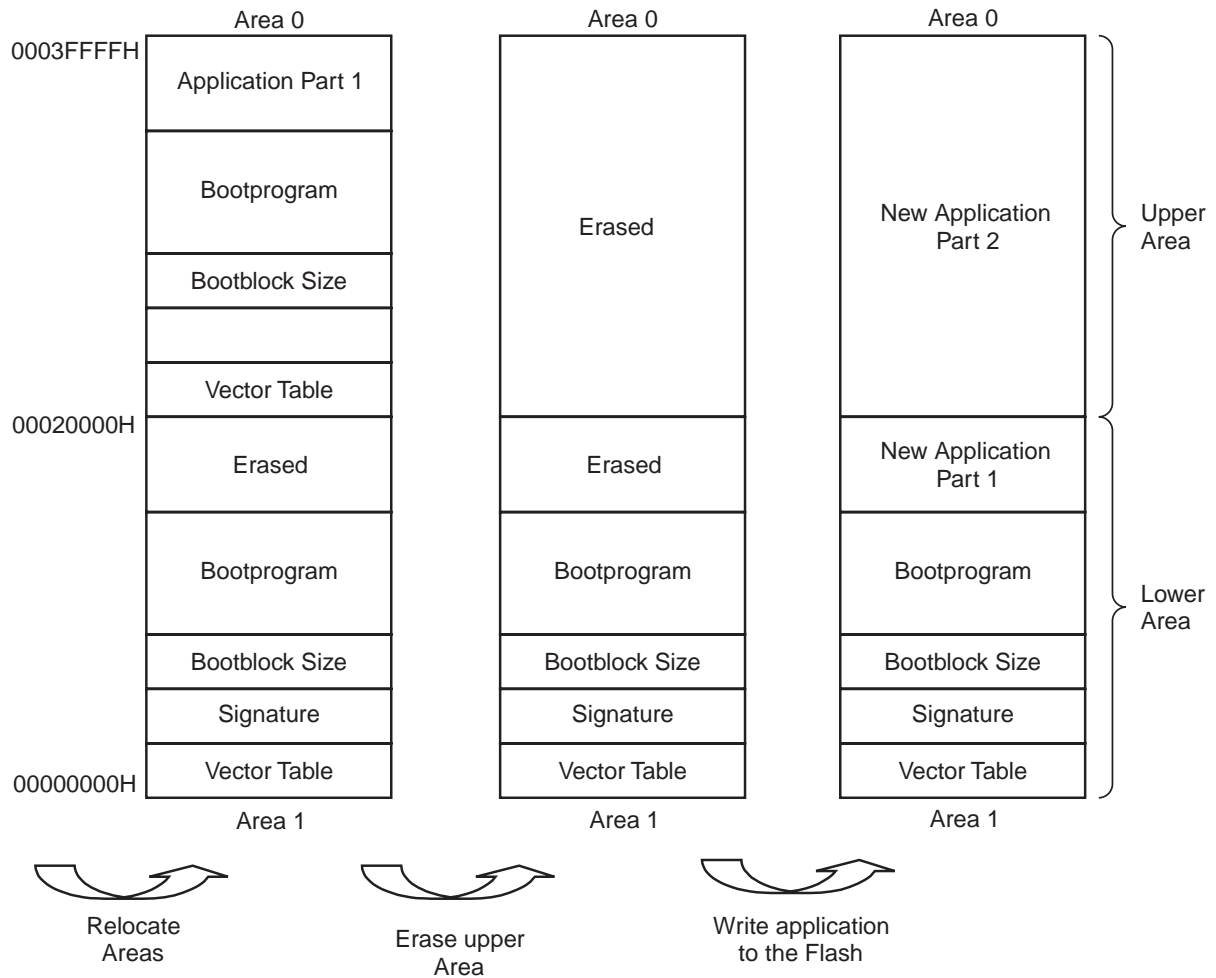 Area 0
Area 0
Area 0
0003FFFFH
Application Part 1
Bootprogram
Bootblock Size
Vector Table
00020000H
Erased
Bootprogram
Bootblock Size
Signature
Vector Table
00000000H
Area 1
Erased
Erased
Bootprogram
Bootblock Size
Signature
Vector Table
Area 1
New Application
Part 2
New Application
Part 1
Bootprogram
Bootblock Size
Signature
Vector Table
Area 1
Upper
Area
Lower
Area
Relocate
Areas
Erase upper
Area
Write application
to the Flash